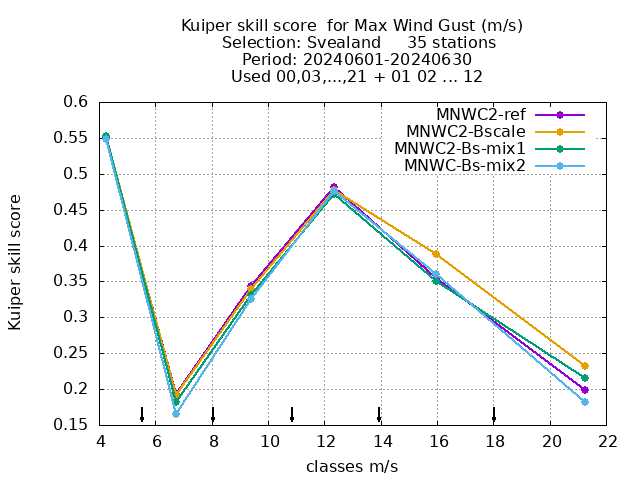 Kuiper skill score  for Max Wind Gust (m/s)
Selection: Svealand     35 stations
Period: 20240601-20240630
Used 00,03,...,21 + 01 02 ... 12
MNWC2-ref
MNWC2-Bscale
MNWC2-Bs-mix1
MNWC-Bs-mix2
Kuiper skill score
0.6
0.55
0.5
0.45
0.4
0.35
0.3
0.25
0.2
0.15
4 6 8 10 12 14 16 18 20 22
classes m/s